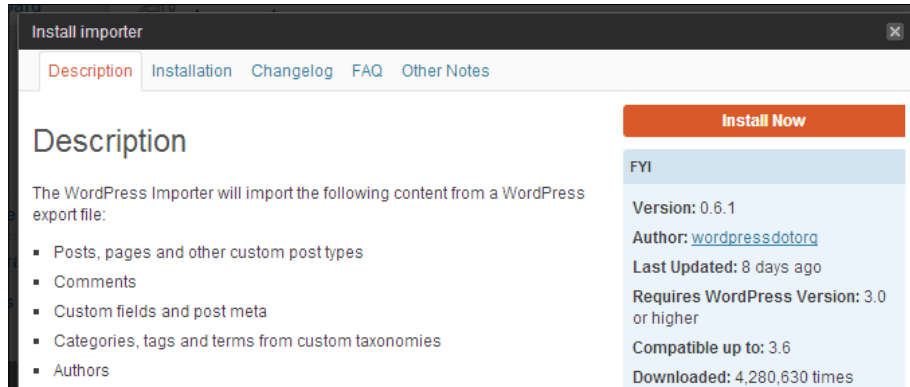 Install importer
Description Installation Changelog FAQ Other Notes
Description
The WordPress Importer will import the following content from a WordPress
export file:
Posts, pages and other custom post types
Comments
Custom fields and post meta
Categories, tags and terms from custom taxonomies
Authors
Install Now
FYI
Version: 0.6.1
Author: wordpressdotorg
Last Updated: 8 days ago
Requires WordPress Version: 3.0
or higher
Compatible up to: 3.6
Downloaded: 4,280,630 times